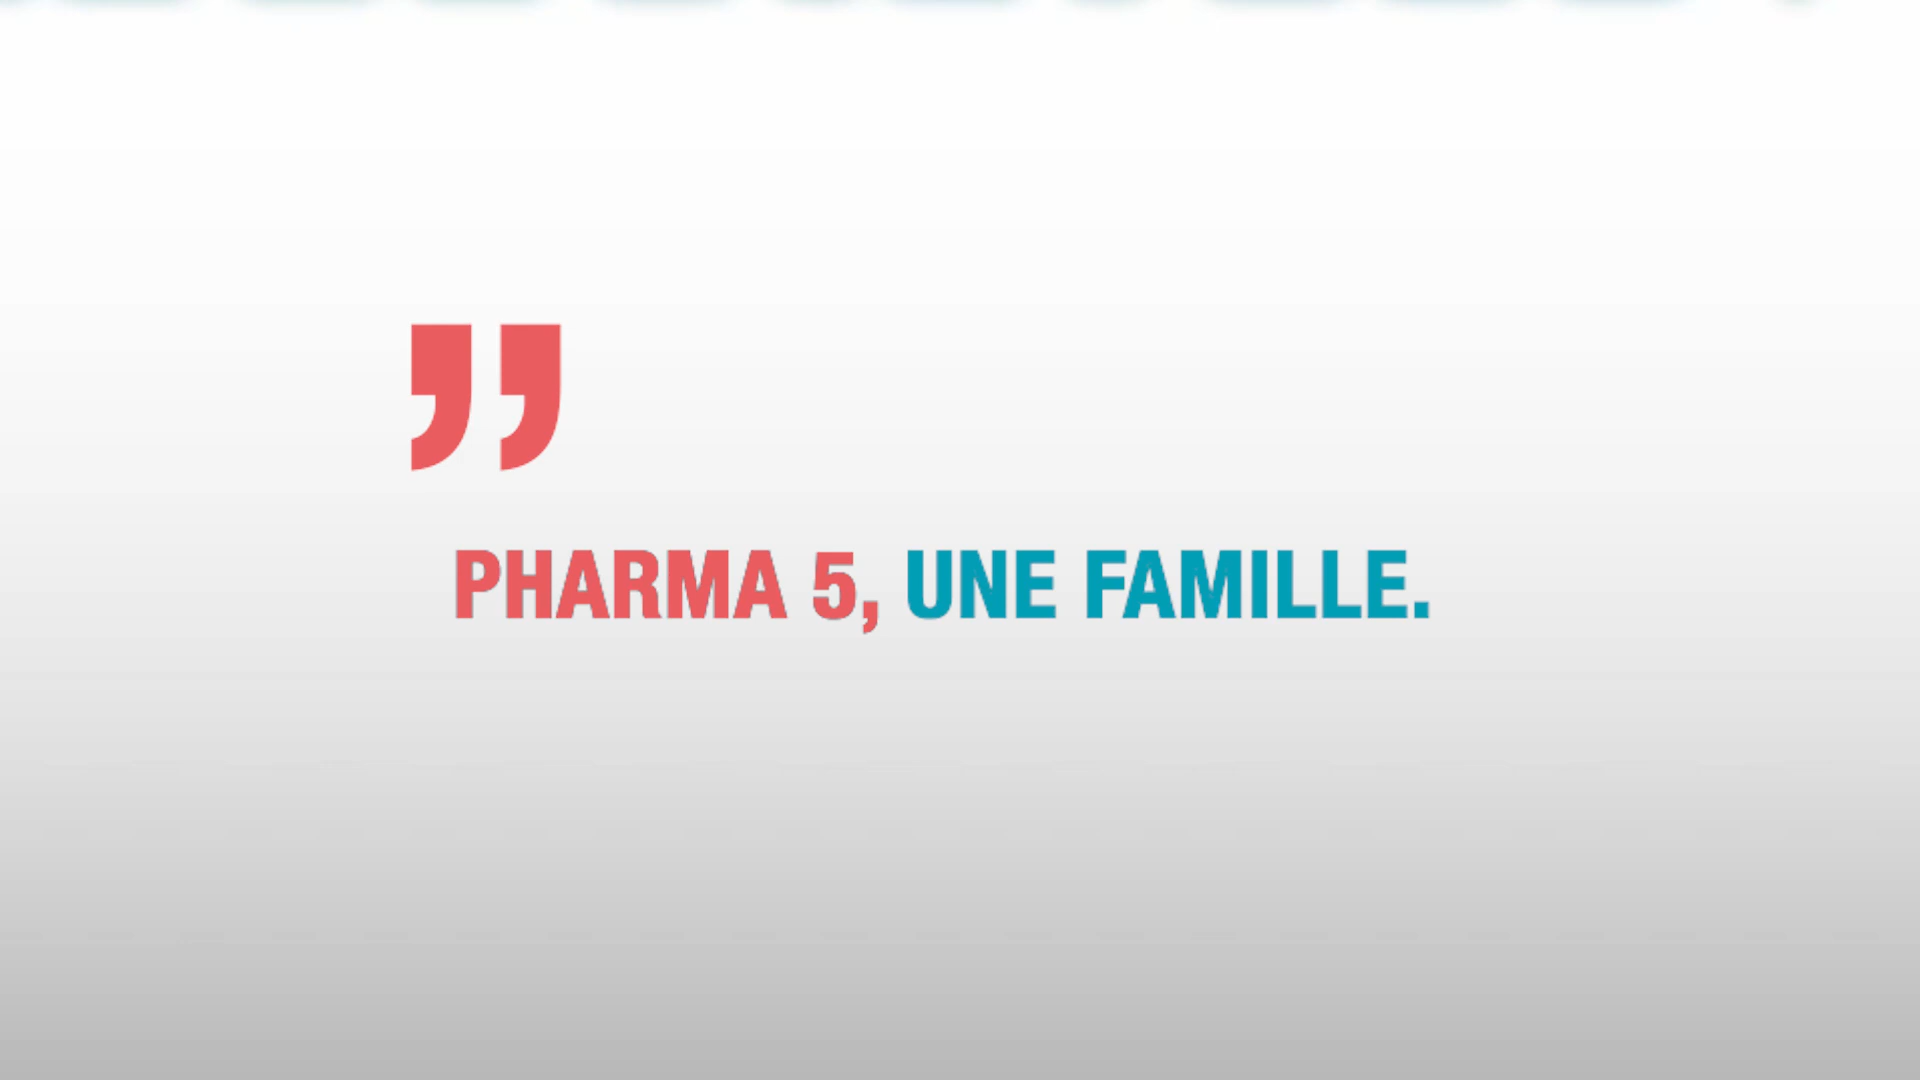 ”
PHARMA 5, UNE FAMILLE.